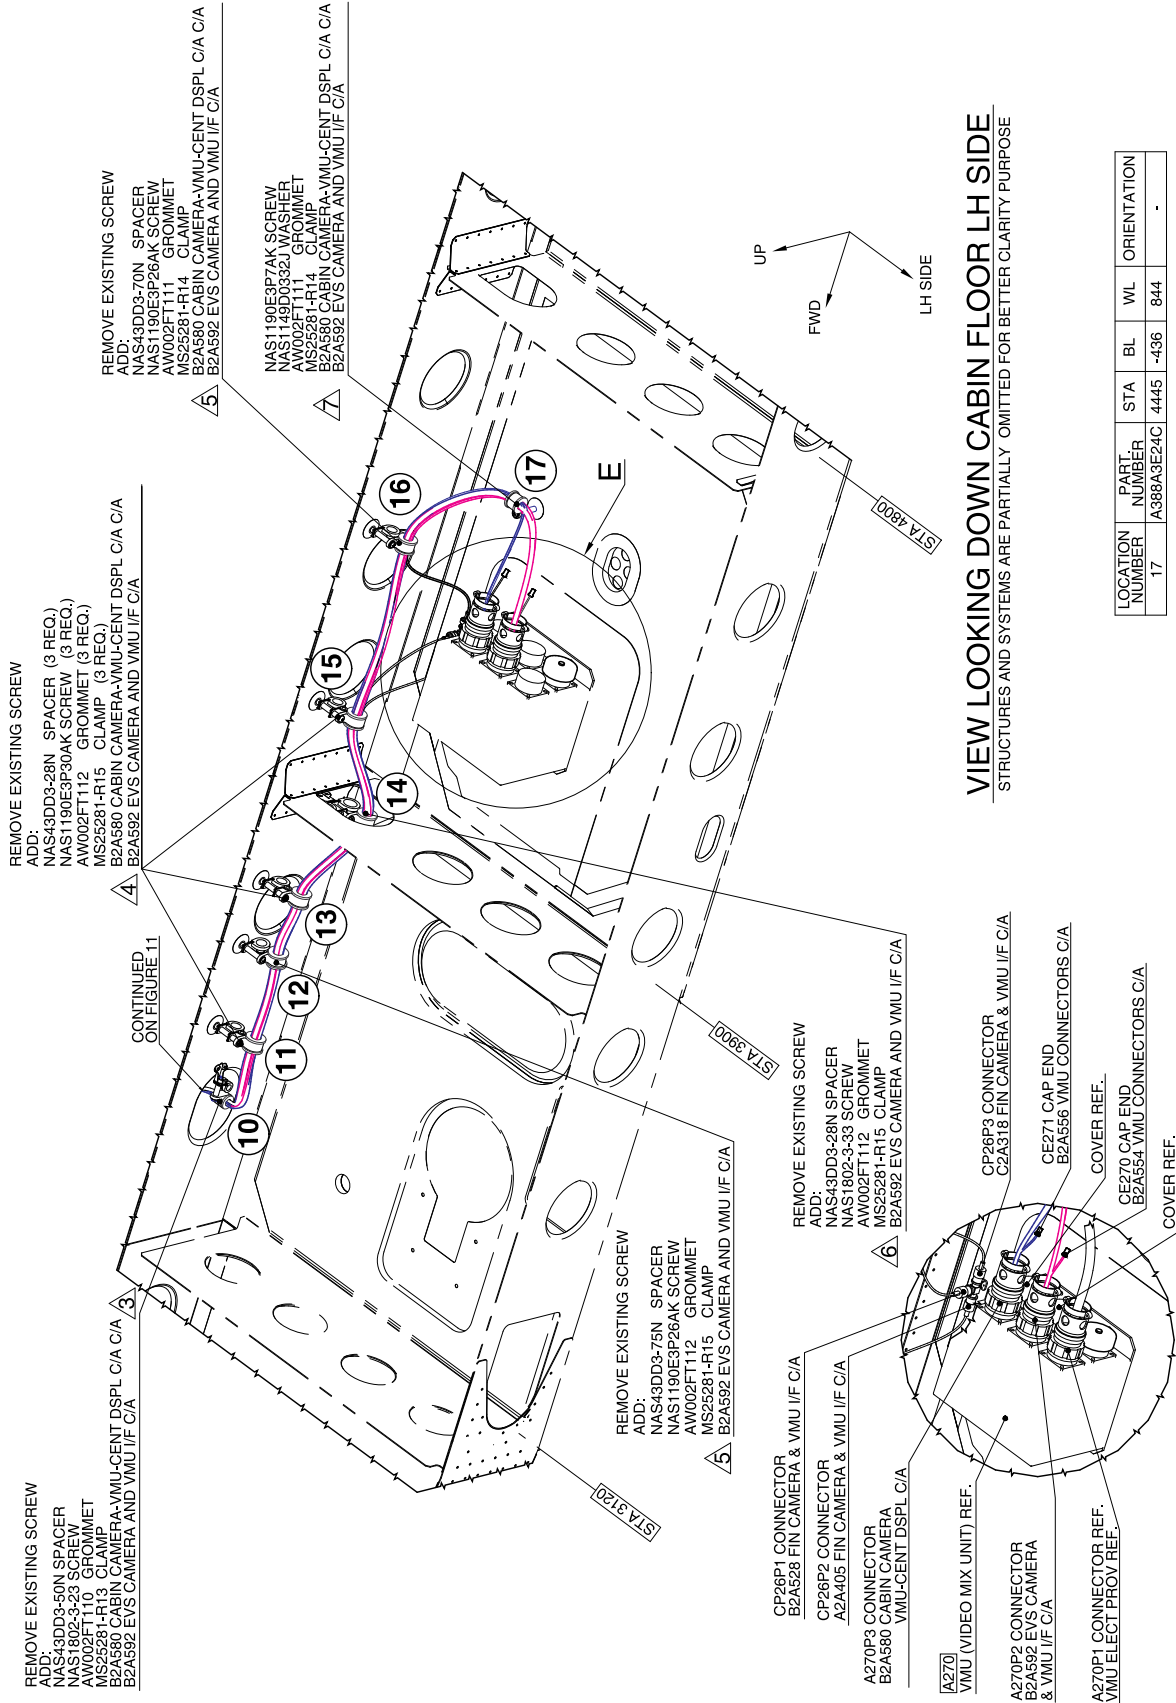 REMOVE EXISTING SCREW
ADD:
NAS43DD3-50N SPACER
NAS1802-3-23 SCREW
AW002FT110 GROMMET
MS25281-R13 CLAMP
B2A580 CABIN CAMERA-VMU-CENT DSPL C/A C/A
B2A592 EVS CAMERA AND VMU I/F C/A
3
CONTINUED
ON FIGURE 11
REMOVE EXISTING SCREW
ADD:
NAS43DD3-28N SPACER (3 REQ.)
NAS1190E3P30AK SCREW (3 REQ.)
AW002FT112 GROMMET (3 REQ.)
MS25281-R15 CLAMP (3 REQ.)
B2A580 CABIN CAMERA-VMU-CENT DSPL C/A C/A
B2A592 EVS CAMERA AND VMU I/F C/A
4
REMOVE EXISTING SCREW
ADD:
NAS43DD3-70N SPACER
NAS1190E3P26AK SCREW
AW002FT111 GROMMET
MS25281-R14 CLAMP
B2A580 CABIN CAMERA-VMU-CENT DSPL C/A C/A
B2A592 EVS CAMERA AND VMU I/F C/A
5
NAS1190E3P7AK SCREW
NAS1149D0332J WASHER
AW002FT111 GROMMET
MS25281-R14 CLAMP
B2A580 CABIN CAMERA-VMU-CENT DSPL C/A C/A
B2A592 EVS CAMERA AND VMU I/F C/A
7
10
11
12
13
14
15
16
17
E
UP
FWD
LH SIDE
STA 3120
STA 3900
STA 4800
REMOVE EXISTING SCREW
ADD:
NAS43DD3-75N SPACER
NAS1190E3P26AK SCREW
AW002FT112 GROMMET
MS25281-R15 CLAMP
B2A592 EVS CAMERA AND VMU I/F C/A
5
REMOVE EXISTING SCREW
ADD:
NAS43DD3-28N SPACER
NAS1802-3-33 SCREW
AW002FT112 GROMMET
MS25281-R15 CLAMP
B2A592 EVS CAMERA AND VMU I/F C/A
6
CP26P1 CONNECTOR
B2A528 FIN CAMERA & VMU I/F C/A
CP26P2 CONNECTOR
A2A405 FIN CAMERA & VMU I/F C/A
A270P3 CONNECTOR
B2A580 CABIN CAMERA
VMU-CENT DSPL C/A
A270
VMU (VIDEO MIX UNIT) REF.
A270P2 CONNECTOR
B2A592 EVS CAMERA
& VMU I/F C/A
A270P1 CONNECTOR REF.
VMU ELECT PROV REF.
CP26P3 CONNECTOR
C2A318 FIN CAMERA & VMU I/F C/A
CE271 CAP END
B2A556 VMU CONNECTORS C/A
COVER REF.
CE270 CAP END
B2A554 VMU CONNECTORS C/A
COVER REF.
VIEW LOOKING DOWN CABIN FLOOR LH SIDE
STRUCTURES AND SYSTEMS ARE PARTIALLY OMITTED FOR BETTER CLARITY PURPOSE
LOCATION NUMBER PART. NUMBER STA BL WL ORIENTATION
17 A388A3E24C 4445 -436 844 -